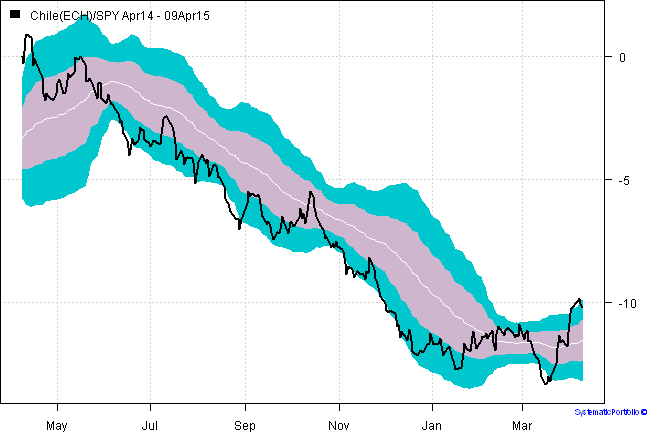 Chile(ECH)/SPY Apr14 - 09Apr15
0
-5
-10
May Jul Sep Nov Jan Mar
SystematicPortfolio ©